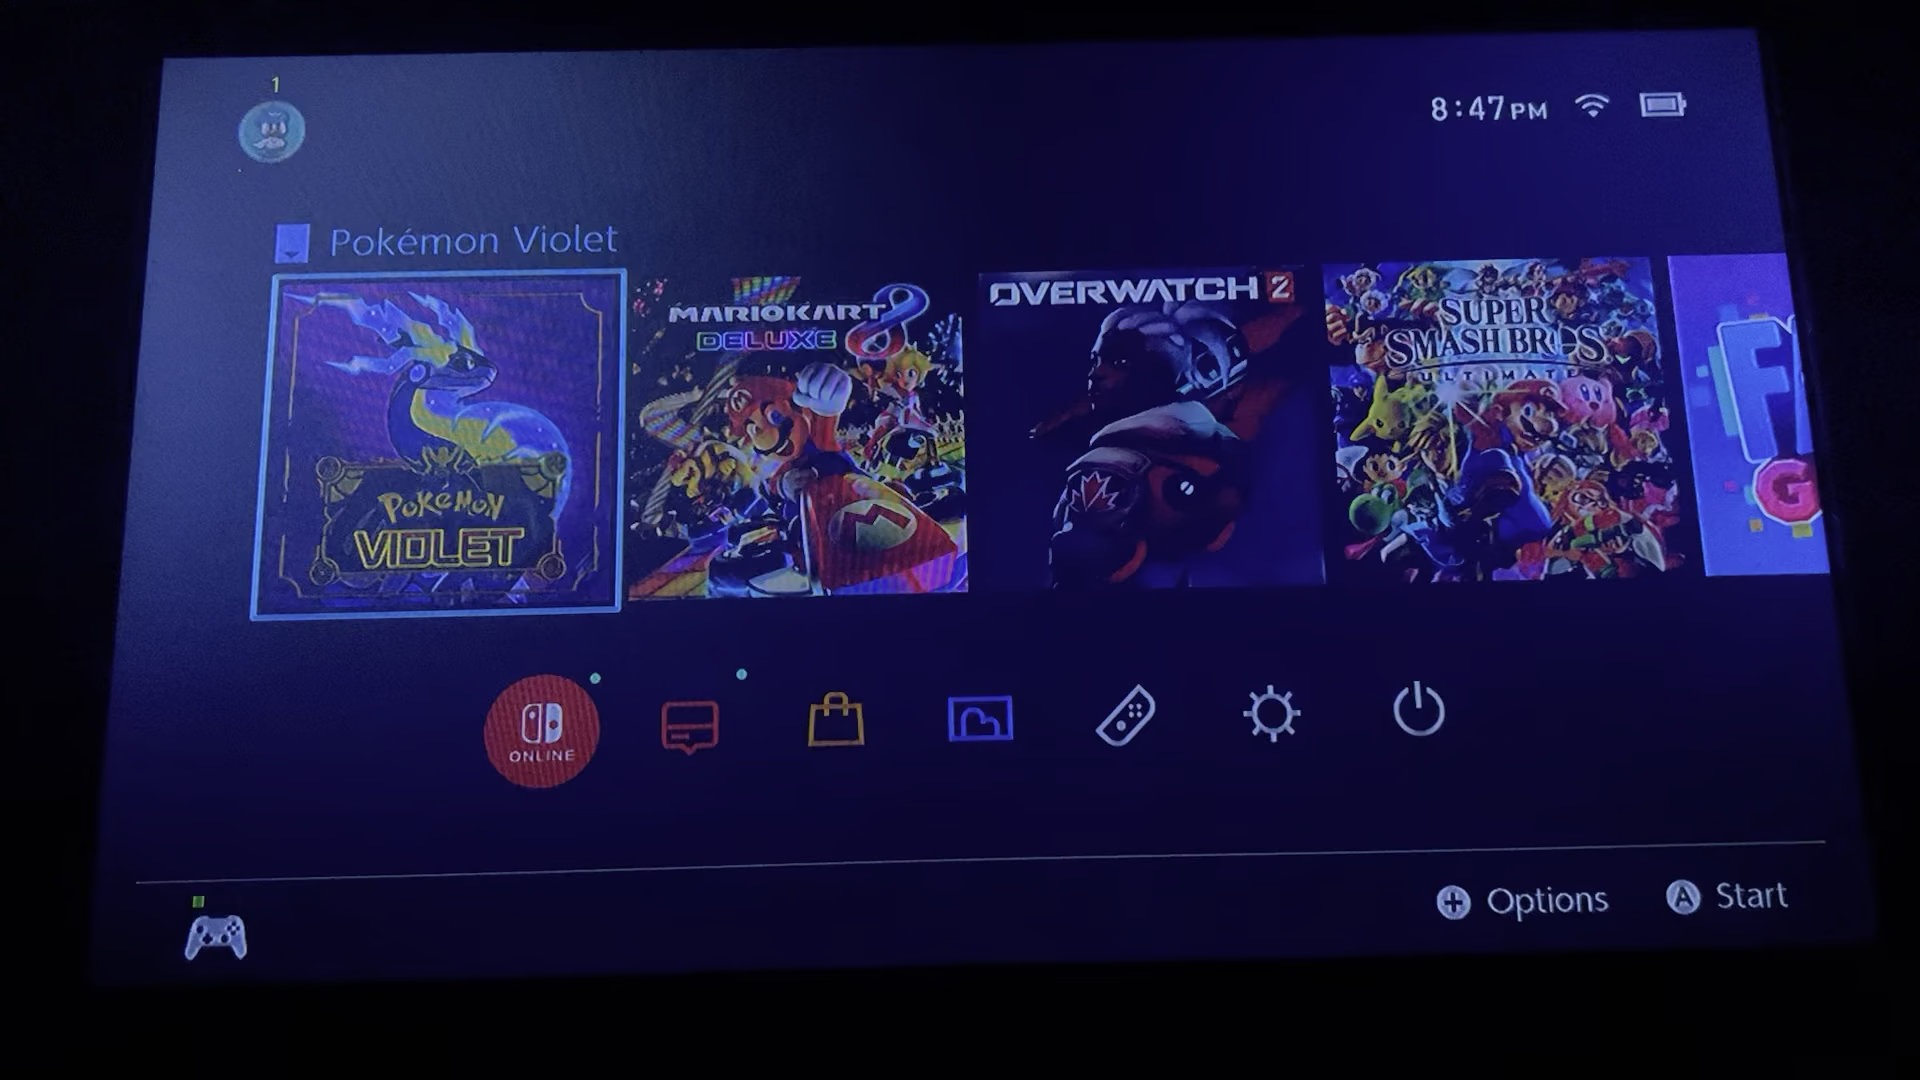 1
8:47PM
Pokémon Violet
POKéMON
VIOLET
MARIOKART 8
DELUXE
OVERWATCH 2
SUPER
SMASH BROS.
ULTIMATE
G
ONLINE
Options
A Start